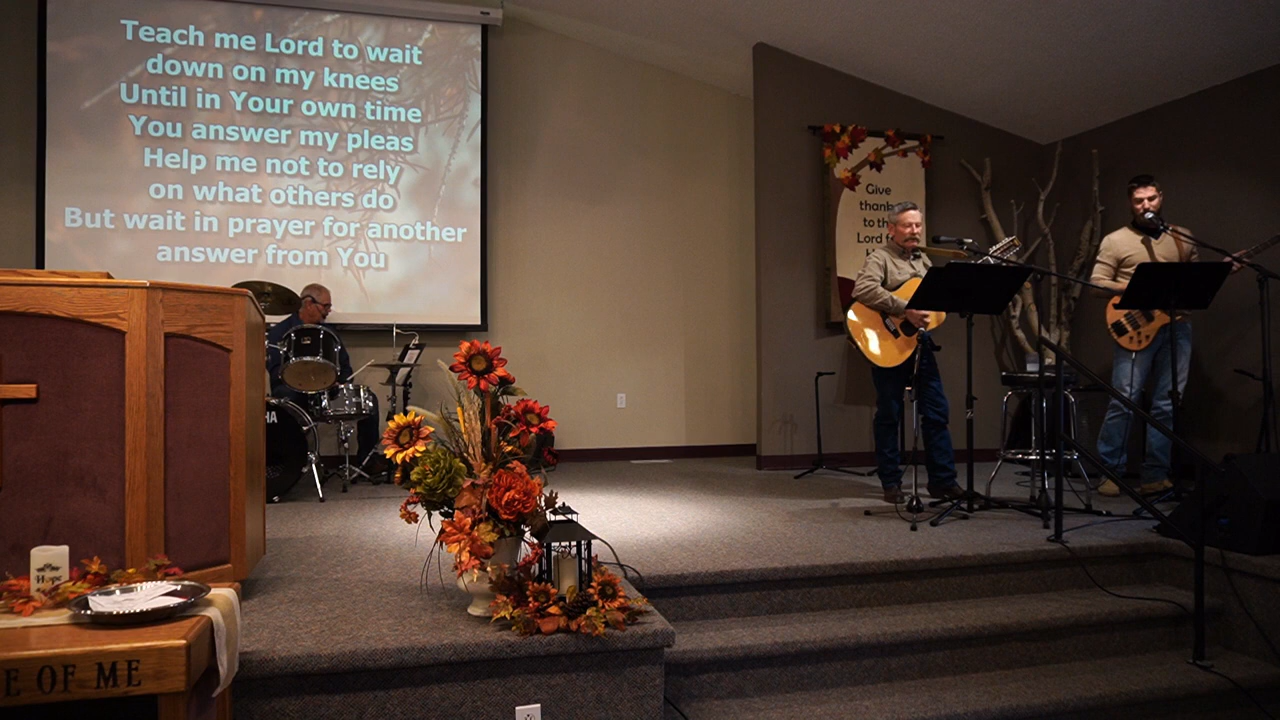 Teach me Lord to wait
down on my knees
Until in Your own time
You answer my pleas
Help me not to rely
on what others do
But wait in prayer for another
answer from You
Give
to
Lord
HA
Hope
E OF ME